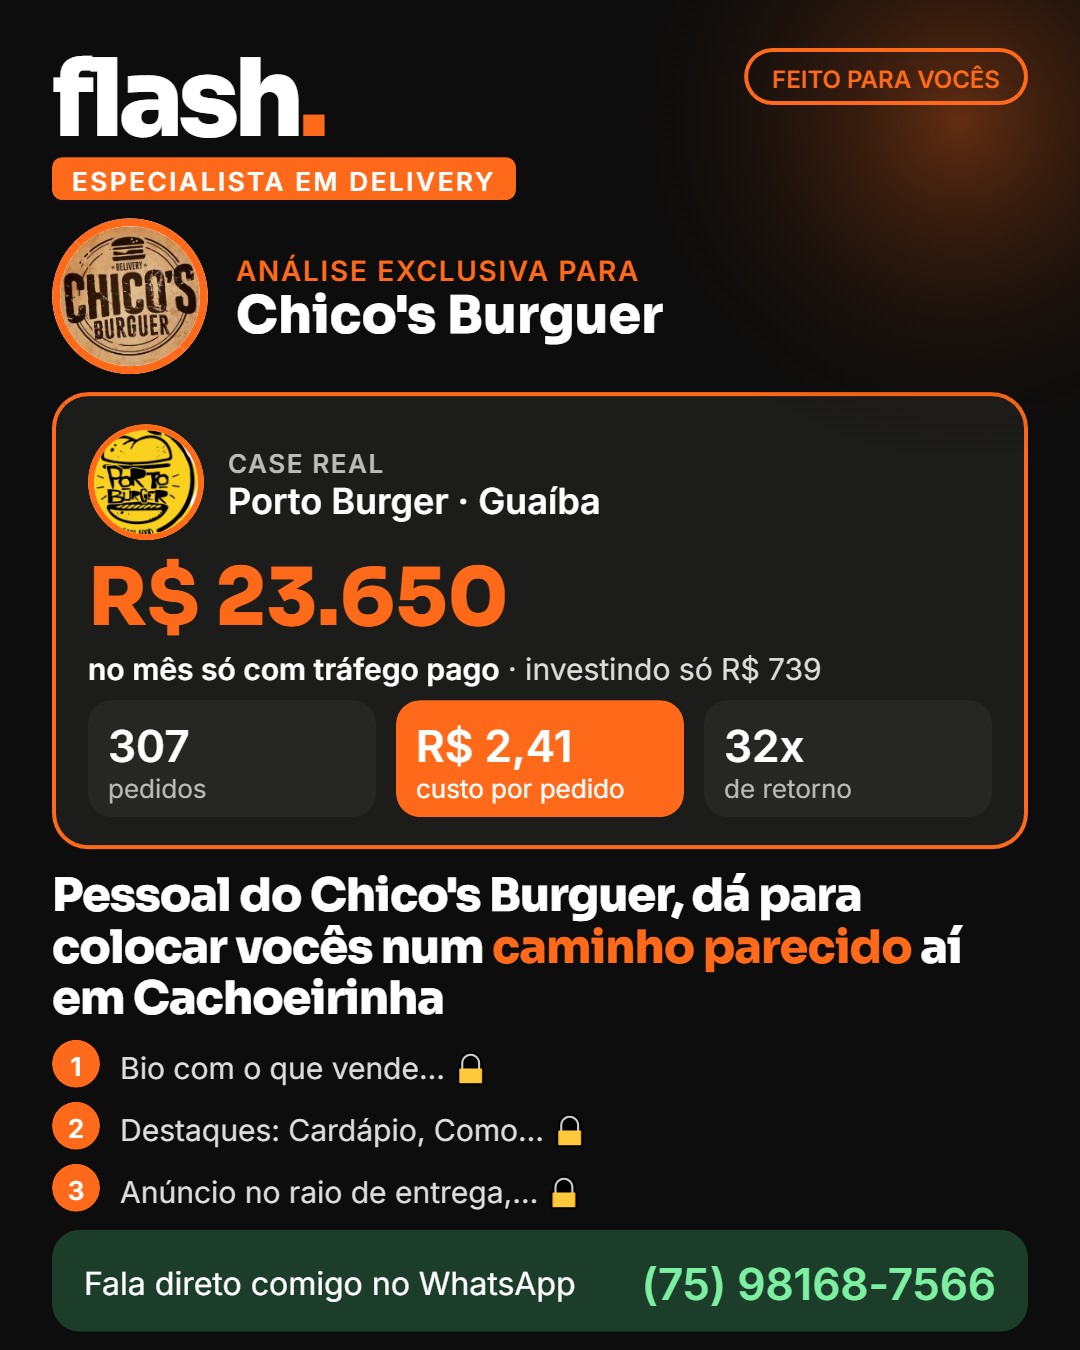 flash.
FEITO PARA VOCÊS
ESPECIALISTA EM DELIVERY
DELIVERY
CHICO'S
BURGUER
ANÁLISE EXCLUSIVA PARA
Chico's Burguer
PORTO
BURGER
CASE REAL
Porto Burger · Guaíba
R$ 23.650
no mês só com tráfego pago · investindo só R$ 739
307
pedidos
R$ 2,41
custo por pedido
32x
de retorno
Pessoal do Chico's Burguer, dá para
colocar vocês num caminho parecido aí
em Cachoeirinha
1 Bio com o que vende... 🔒
2 Destaques: Cardápio, Como... 🔒
3 Anúncio no raio de entrega,... 🔒
Fala direto comigo no WhatsApp (75) 98168-7566